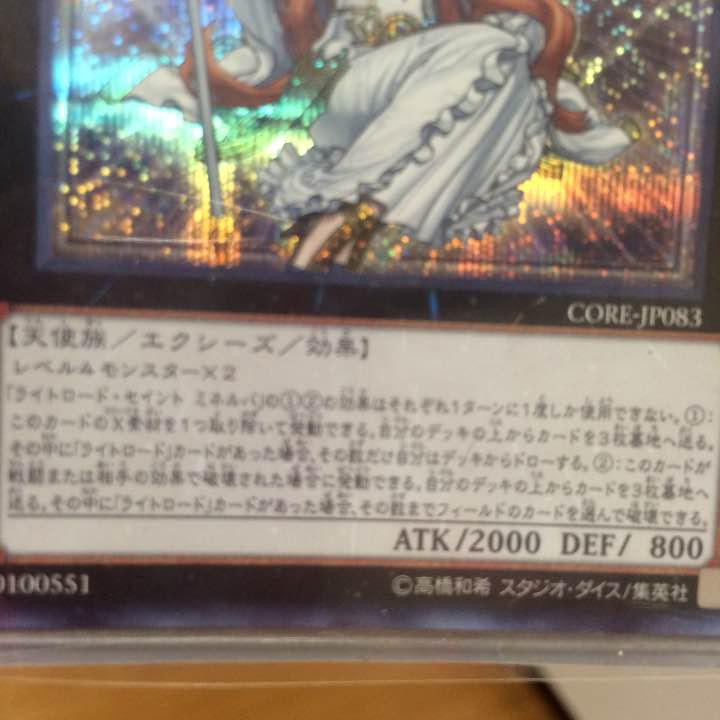 CORE-JP083
【天使族／エクシーズ／効果】
レベル4モンスター×2
「ライトロード・セイント ミネルバ」の①②の効果はそれぞれ1ターンに1度しか使用できない。①：
このカードのX素材を1つ取り除いて発動できる。自分のデッキの上からカードを3枚墓地へ送る。
その中に「ライトロード」カードがあった場合、その数だけ自分はデッキからドローする。②：このカードが
戦闘または相手の効果で破壊された場合に発動できる。自分のデッキの上からカードを3枚墓地へ
送る。その中に「ライトロード」カードがあった場合、その数までフィールドのカードを選んで破壊できる。
ATK/2000 DEF/ 800
0100551
©高橋和希 スタジオ・ダイス/集英社